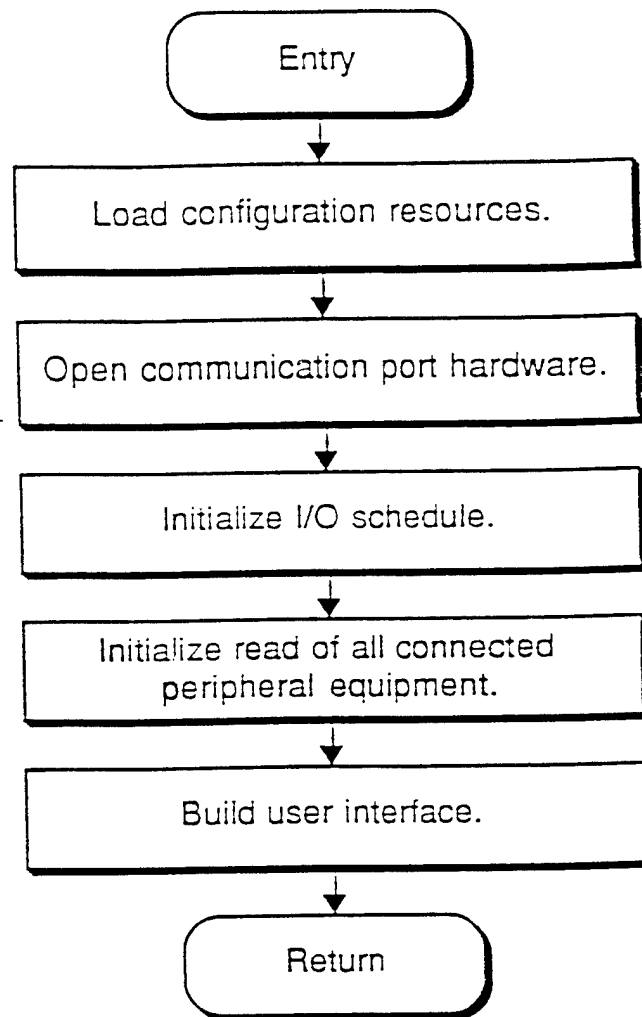 Entry
Load configuration resources.
Open communication port hardware.
Initialize I/O schedule.
Initialize read of all connected
peripheral equipment.
Build user interface.
Return